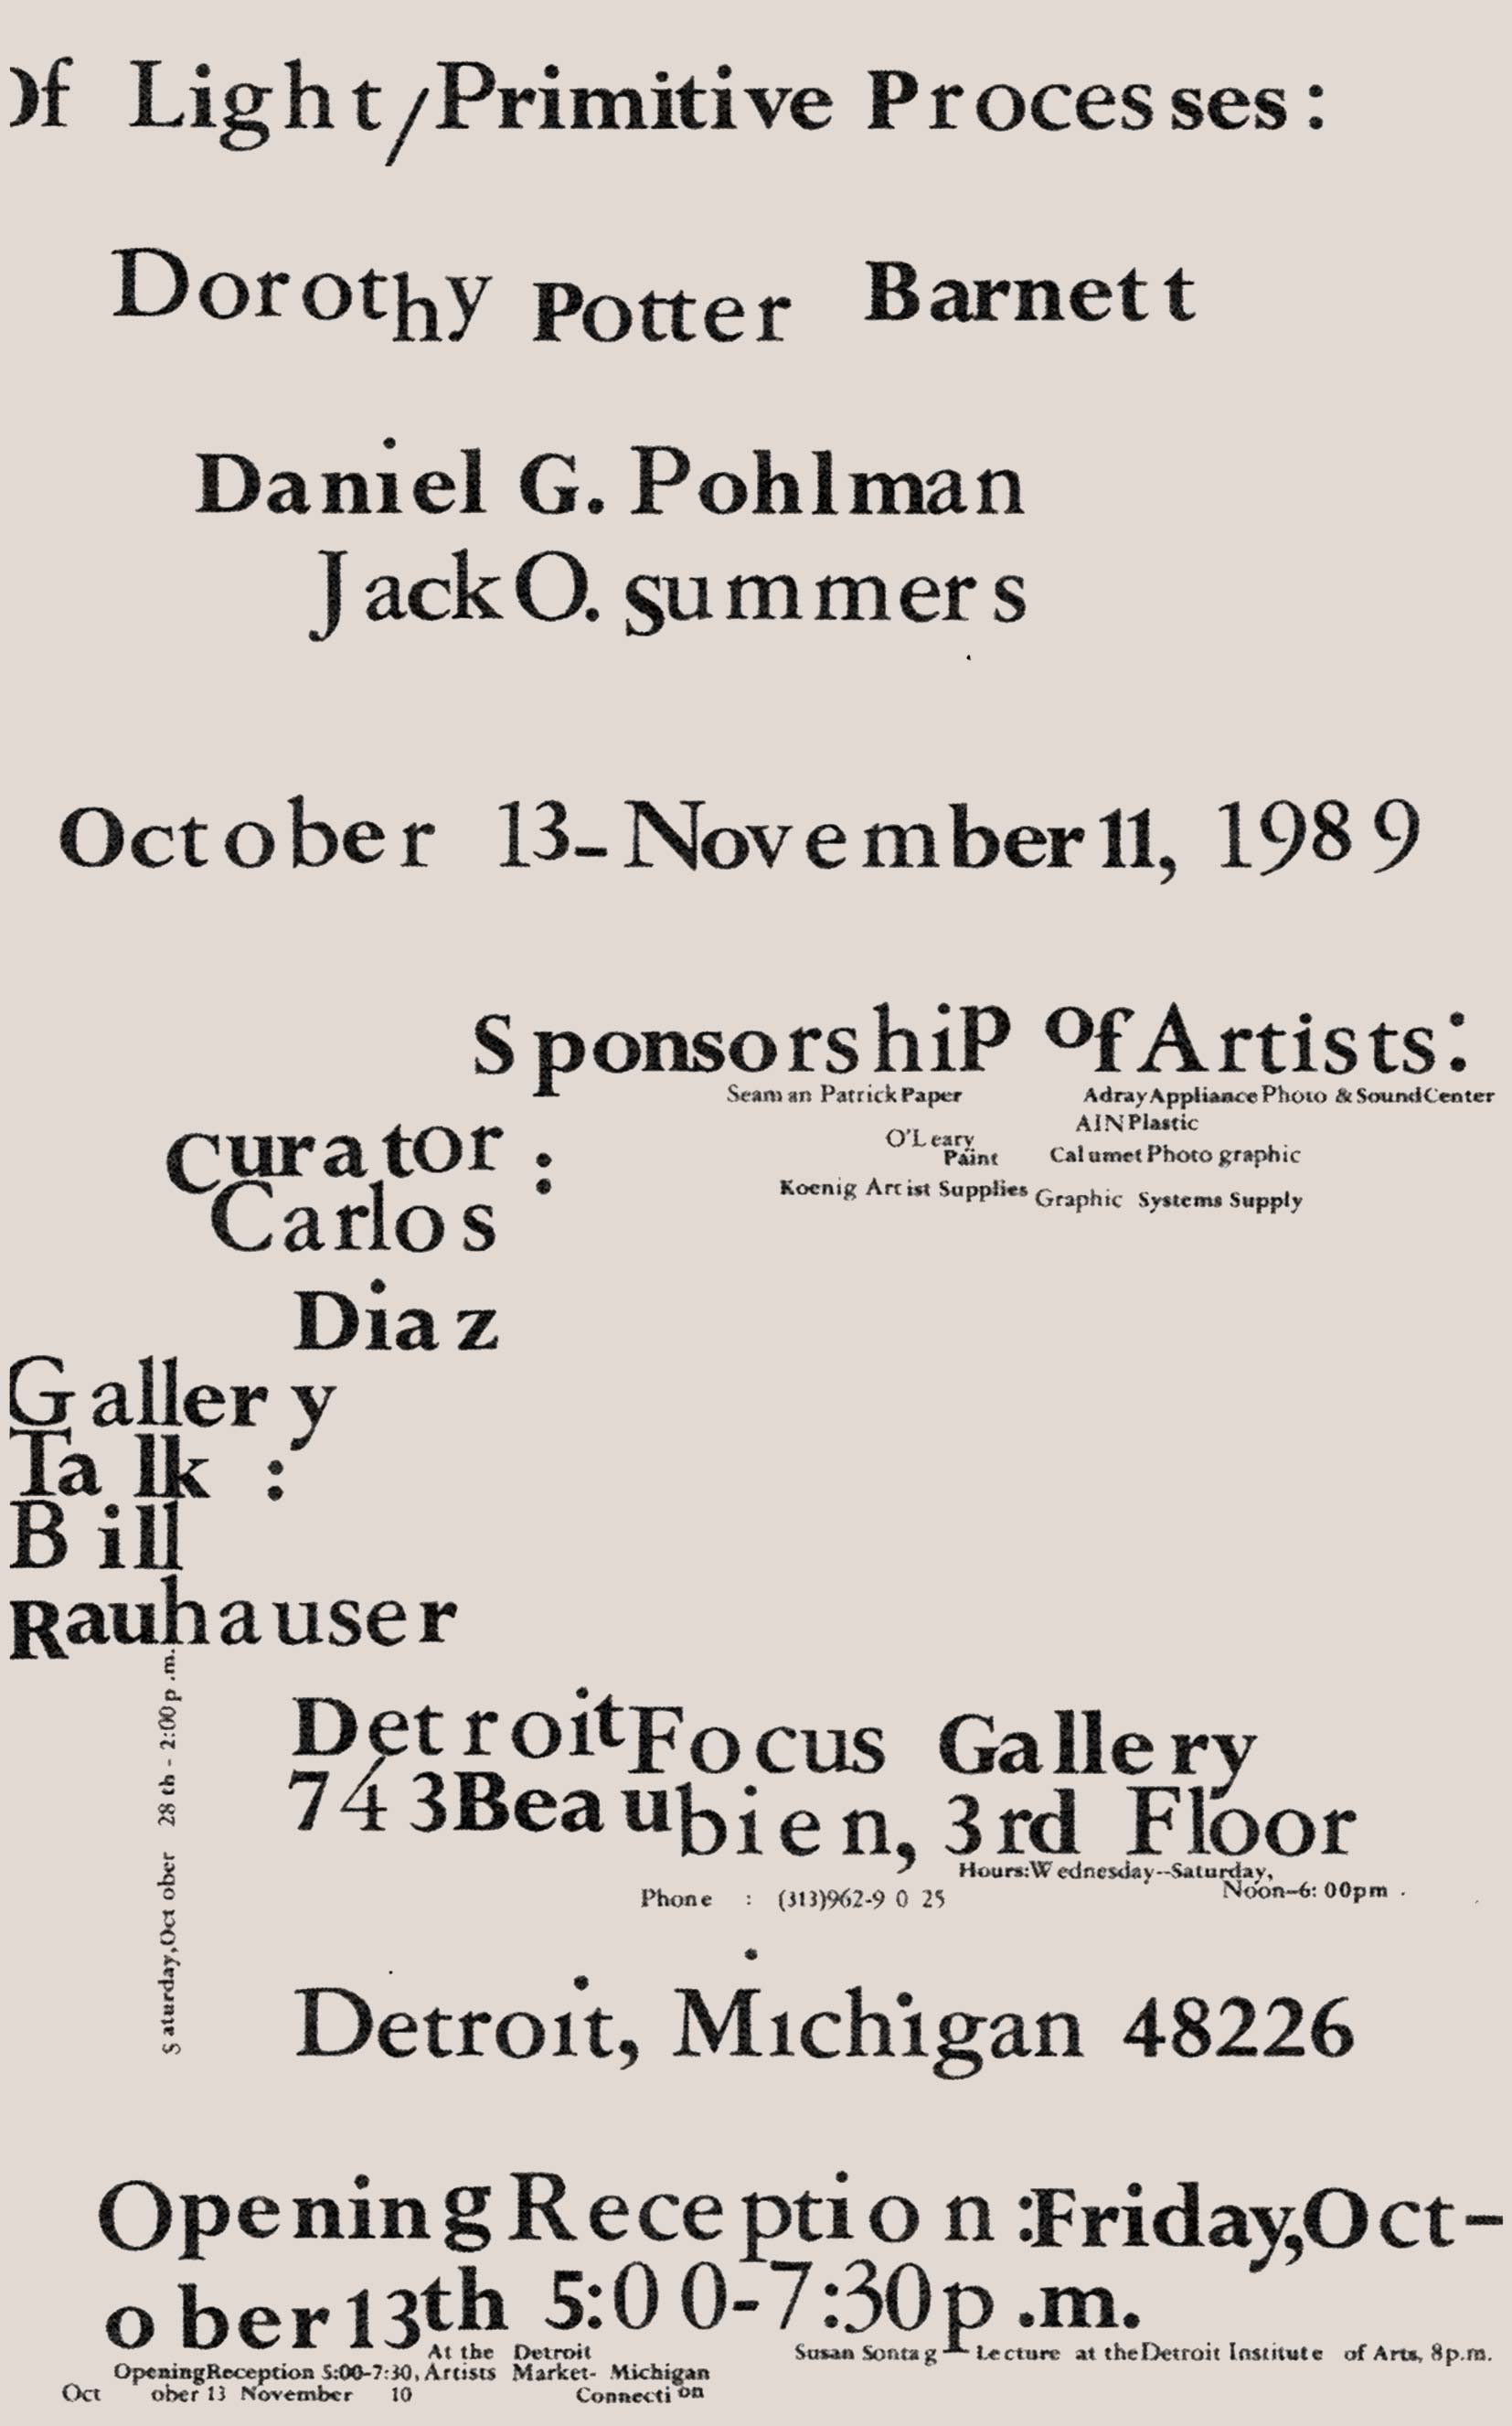 Of Light/Primitive Processes:
Dorothy Potter Barnett
Daniel G. Pohlman
Jack O. summers
October 13-November 11, 1989
Sponsorship of Artists:
Seaman Patrick Paper
Adray Appliance Photo & Sound Center
AIN Plastic
O'Leary
Paint
Calumet Photo graphic
Koenig Artist Supplies
Graphic Systems Supply
Curator :
Carlos
Diaz
Gallery
Talk :
Bill
Rauhauser
Saturday, October 28th - 2:00p.m.
Detroit Focus Gallery
743 Beaubien, 3rd Floor
Hours: Wednesday--Saturday,
Noon-6:00pm.
Phone : (313)962-9025
Detroit, Michigan 48226
Opening Reception: Friday, Oct-
ober 13th 5:00-7:30p.m.
At the Detroit
Opening Reception 5:00-7:30, Artists Market- Michigan
October 13 November 10
Connection
Susan Sontag — Lecture at the Detroit Institute of Arts, 8p.m.